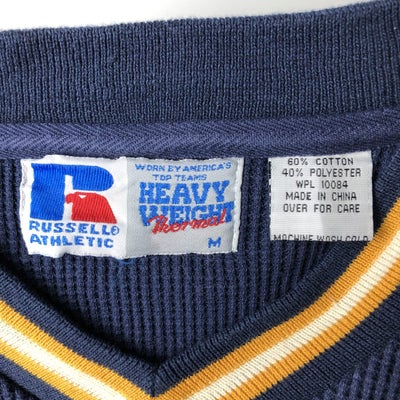 RUSSELL®
ATHLETIC
WORN BY AMERICA'S
TOP TEAMS
HEAVY
WEIGHT
M
60% COTTON
40% POLYESTER
WPL 10084
MADE IN CHINA
OVER FOR CARE
MACHINE WASH COLD